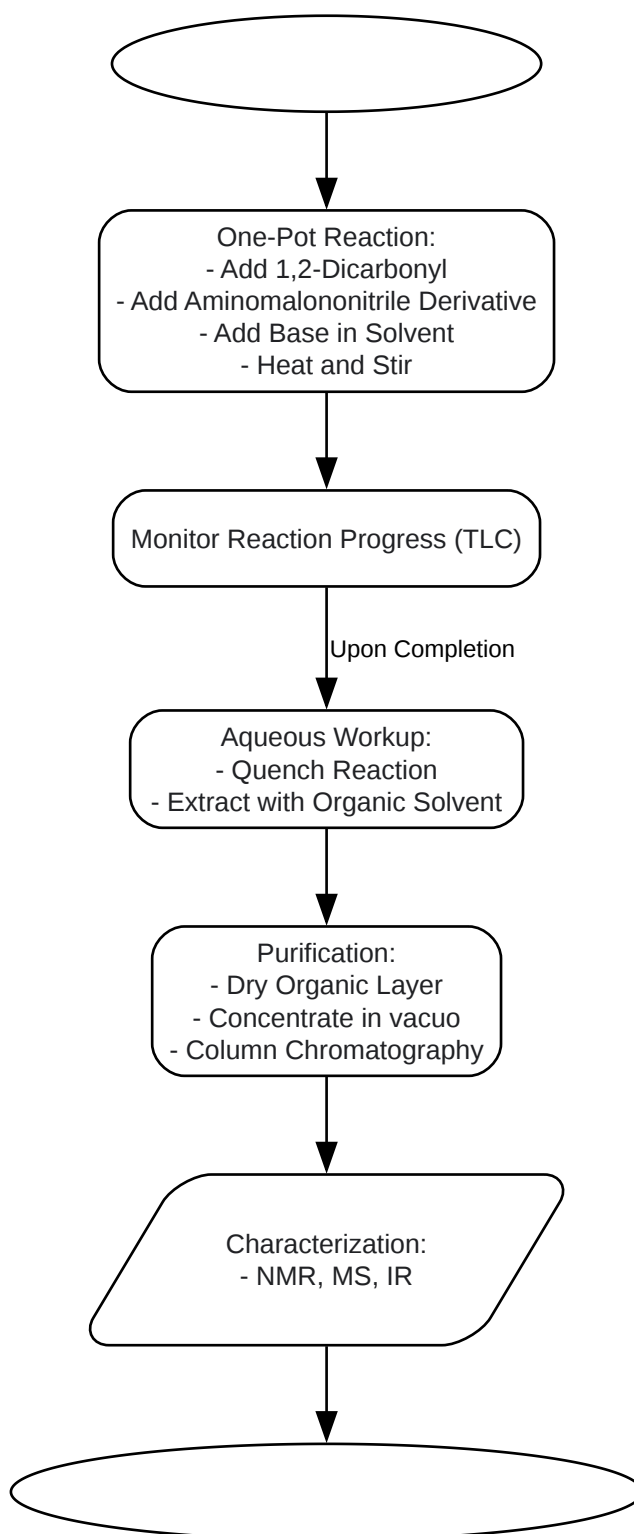 One-Pot Reaction:
- Add 1,2-Dicarbonyl
- Add Aminomalononitrile Derivative
- Add Base in Solvent
- Heat and Stir
Monitor Reaction Progress (TLC)
Upon Completion
Aqueous Workup:
- Quench Reaction
- Extract with Organic Solvent
Purification:
- Dry Organic Layer
- Concentrate in vacuo
- Column Chromatography
Characterization:
- NMR, MS, IR